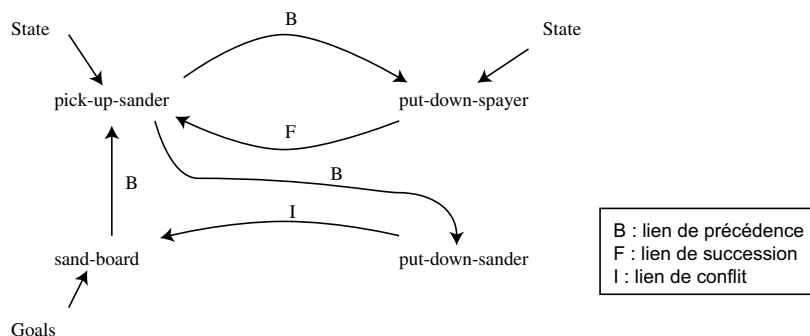 B
State
State
pick-up-sander
put-down-spayer
F
B
B
I
sand-board
put-down-sander
Goals
B : lien de précédence
F : lien de succession
I : lien de conflit